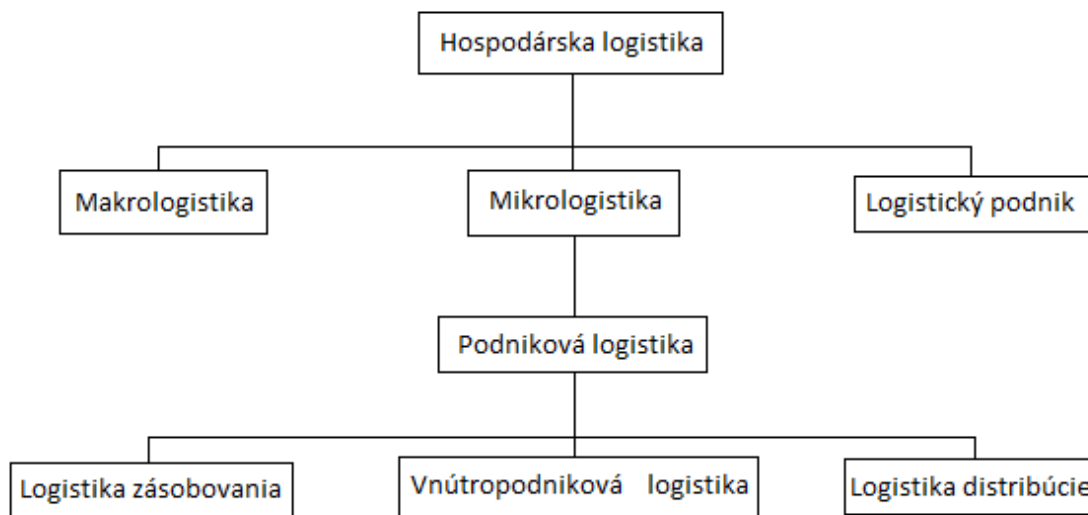 Hospodárska logistika
Makrologistika
Mikrologistika
Logistický podnik
Podniková logistika
Logistika zásobovania
Vnútropodniková logistika
Logistika distribúcie